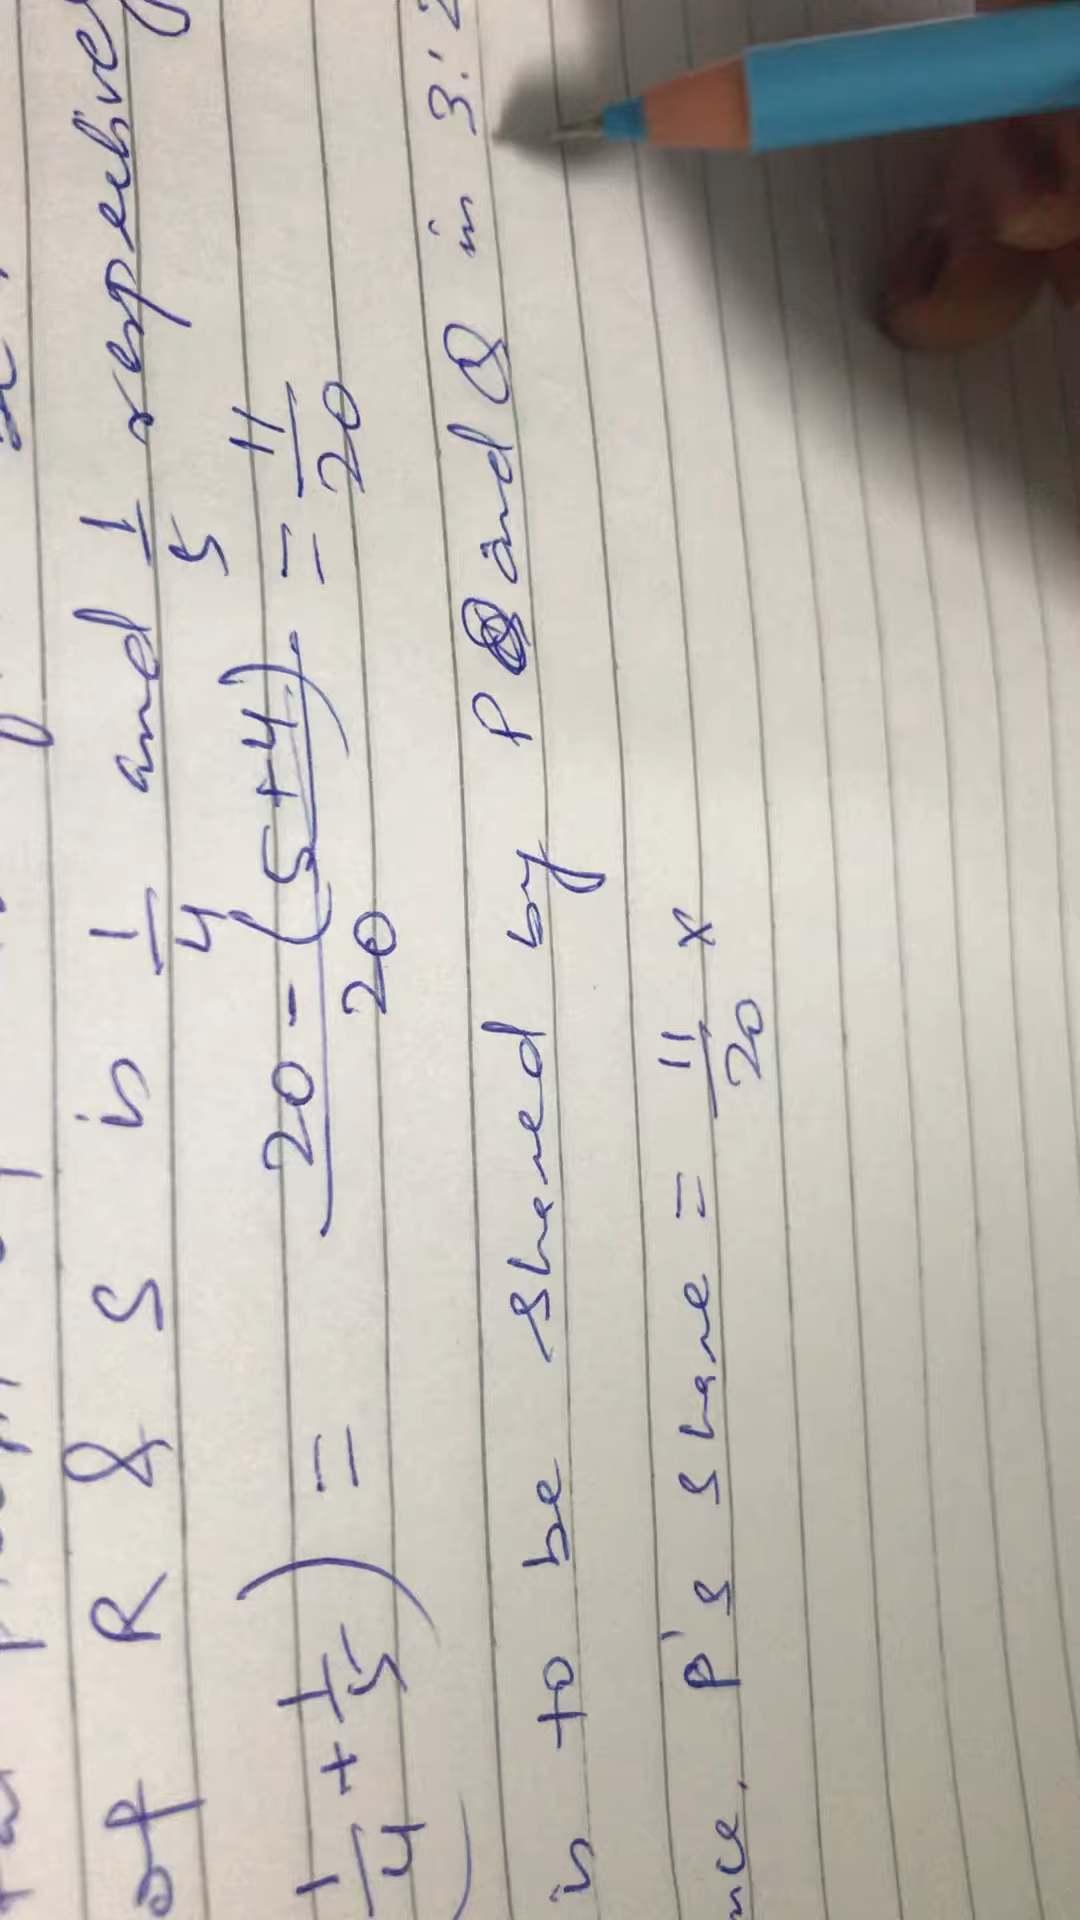 of R & S is 1/4 and 1/5 respective
1/4 + 1/5) = 20 - (5+4) / 20 = 11/20
is to be shared by P and Q in 3:2
P's share = 11/20 ×